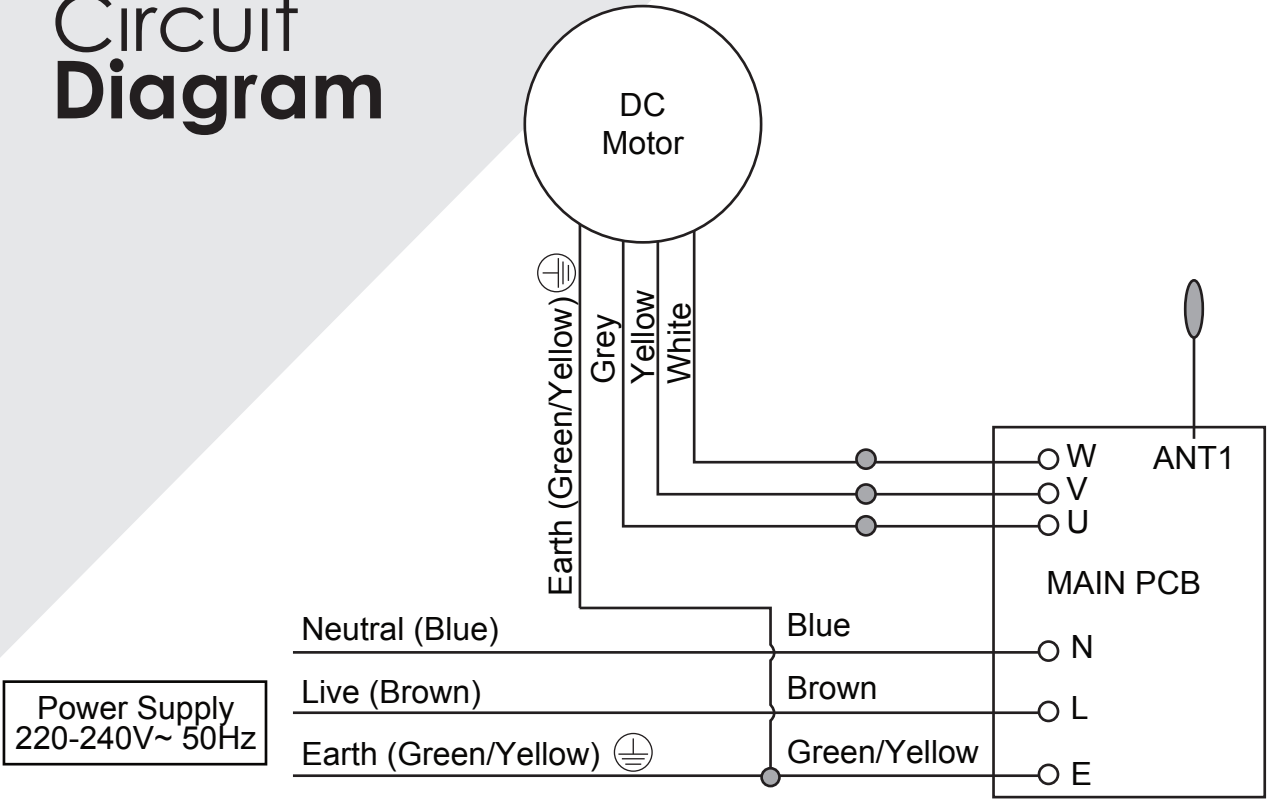 Circuit
Diagram
DC
Motor
Earth (Green/Yellow)
Grey
Yellow
White
W
ANT1
V
U
MAIN PCB
Neutral (Blue)
Blue
N
Live (Brown)
Brown
L
Power Supply
220-240V~ 50Hz
Earth (Green/Yellow)
Green/Yellow
E